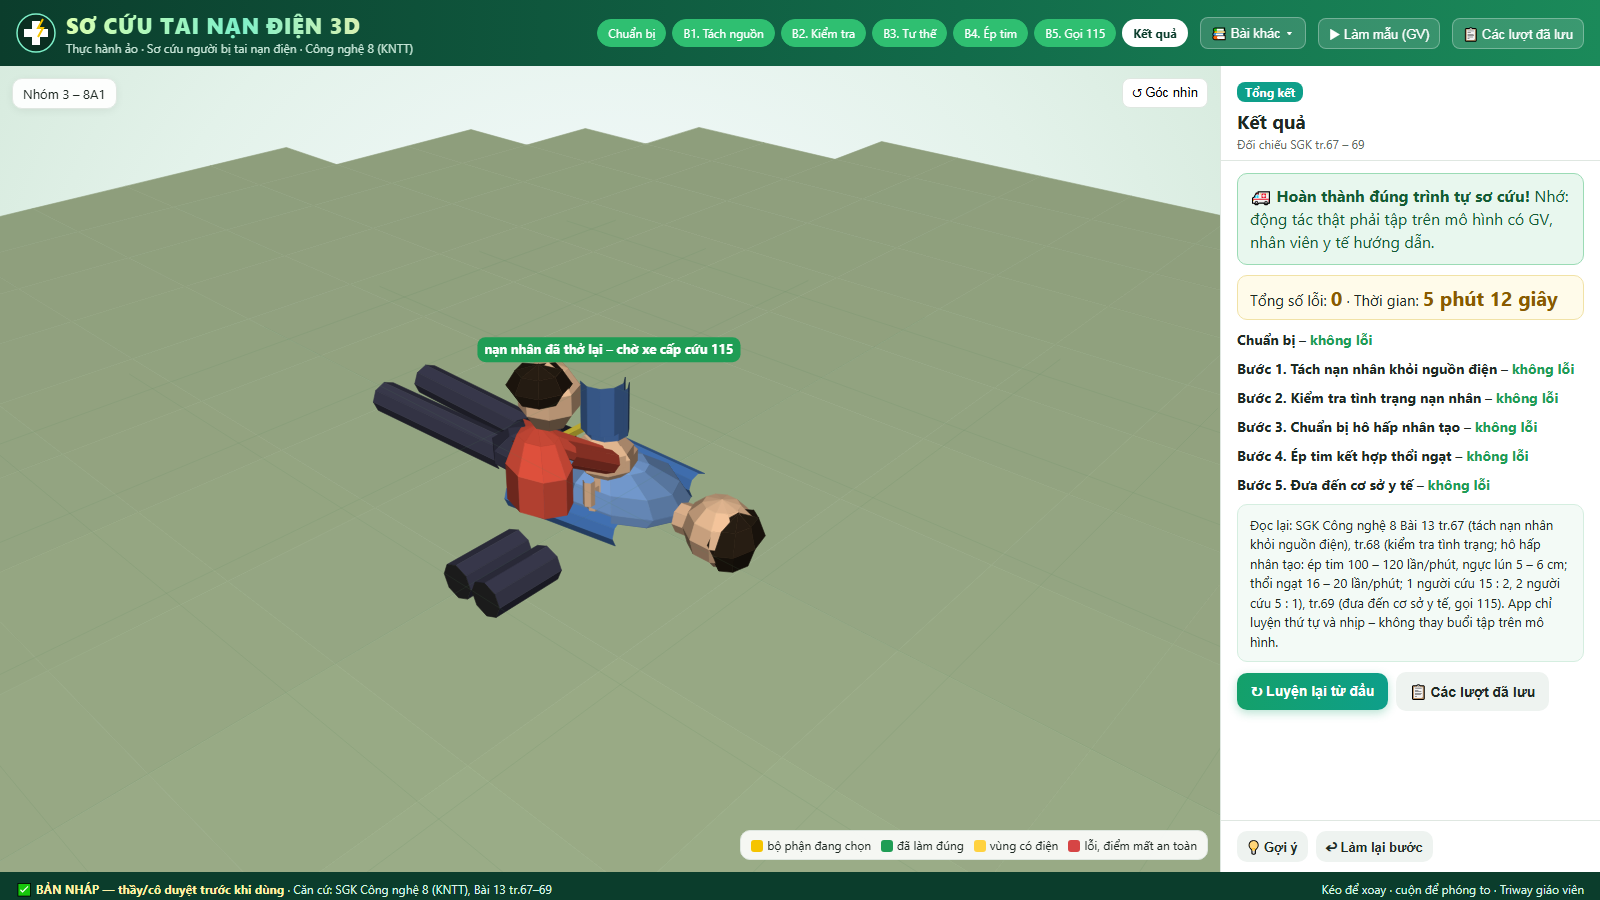 SƠ CỨU TAI NẠN ĐIỆN 3D
Thực hành ảo · Sơ cứu người bị tai nạn điện · Công nghệ 8 (KNTT)
Chuẩn bị
B1. Tách nguồn
B2. Kiểm tra
B3. Tư thế
B4. Ép tim
B5. Gọi 115
Kết quả
Bài khác
Làm mẫu (GV)
Các lượt đã lưu
Nhóm 3 – 8A1
Góc nhìn
nạn nhân đã thở lại – chờ xe cấp cứu 115
bộ phận đang chọn
đã làm đúng
vùng có điện
lỗi, điểm mất an toàn
Tổng kết
Kết quả
Đối chiếu SGK tr.67 – 69
Hoàn thành đúng trình tự sơ cứu! Nhớ:
động tác thật phải tập trên mô hình có GV,
nhân viên y tế hướng dẫn.
Tổng số lỗi: 0 · Thời gian: 5 phút 12 giây
Chuẩn bị – không lỗi
Bước 1. Tách nạn nhân khỏi nguồn điện – không lỗi
Bước 2. Kiểm tra tình trạng nạn nhân – không lỗi
Bước 3. Chuẩn bị hô hấp nhân tạo – không lỗi
Bước 4. Ép tim kết hợp thổi ngạt – không lỗi
Bước 5. Đưa đến cơ sở y tế – không lỗi
Đọc lại: SGK Công nghệ 8 Bài 13 tr.67 (tách nạn nhân
khỏi nguồn điện), tr.68 (kiểm tra tình trạng; hô hấp
nhân tạo: ép tim 100 – 120 lần/phút, ngực lún 5 – 6 cm;
thổi ngạt 16 – 20 lần/phút; 1 người cứu 15 : 2, 2 người
cứu 5 : 1), tr.69 (đưa đến cơ sở y tế, gọi 115). App chỉ
luyện thứ tự và nhịp – không thay buổi tập trên mô
hình.
Luyện lại từ đầu
Các lượt đã lưu
Gợi ý
Làm lại bước
BẢN NHÁP — thầy/cô duyệt trước khi dùng · Căn cứ: SGK Công nghệ 8 (KNTT), Bài 13 tr.67–69
Kéo để xoay · cuộn để phóng to · Triway giáo viên